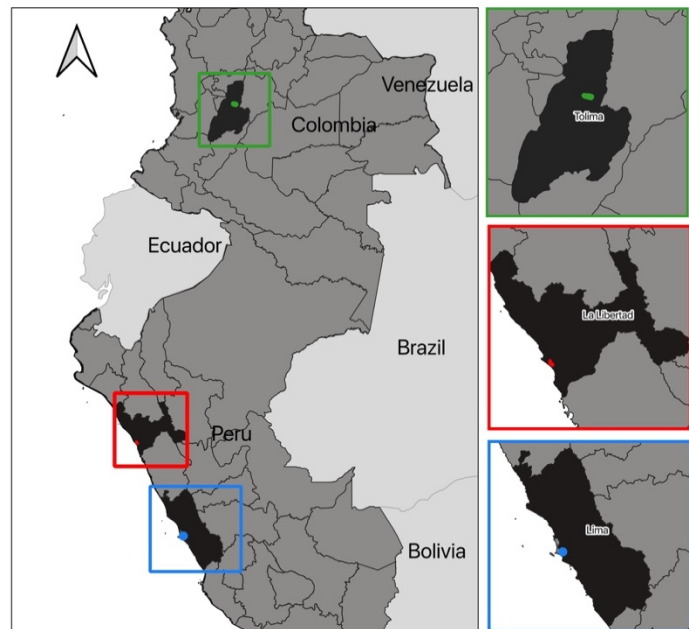 Venezuela
Colombia
Ecuador
Brazil
Peru
Bolivia
Tolima
La Libertad
Lima